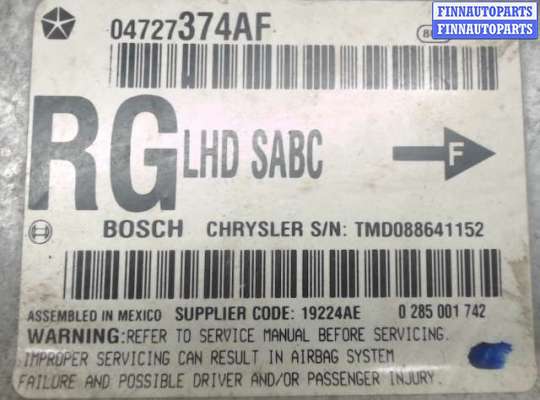 FINNAUTOPARTS
FINNAUTOPARTS
04727374AF
RG LHD SABC
F
BOSCH CHRYSLER S/N: TMD088641152
ASSEMBLED IN MEXICO SUPPLIER CODE: 19224AE 0 285 001 742
WARNING: REFER TO SERVICE MANUAL BEFORE SERVICING.
IMPROPER SERVICING CAN RESULT IN AIRBAG SYSTEM
FAILURE AND POSSIBLE DRIVER AND/OR PASSENGER INJURY.